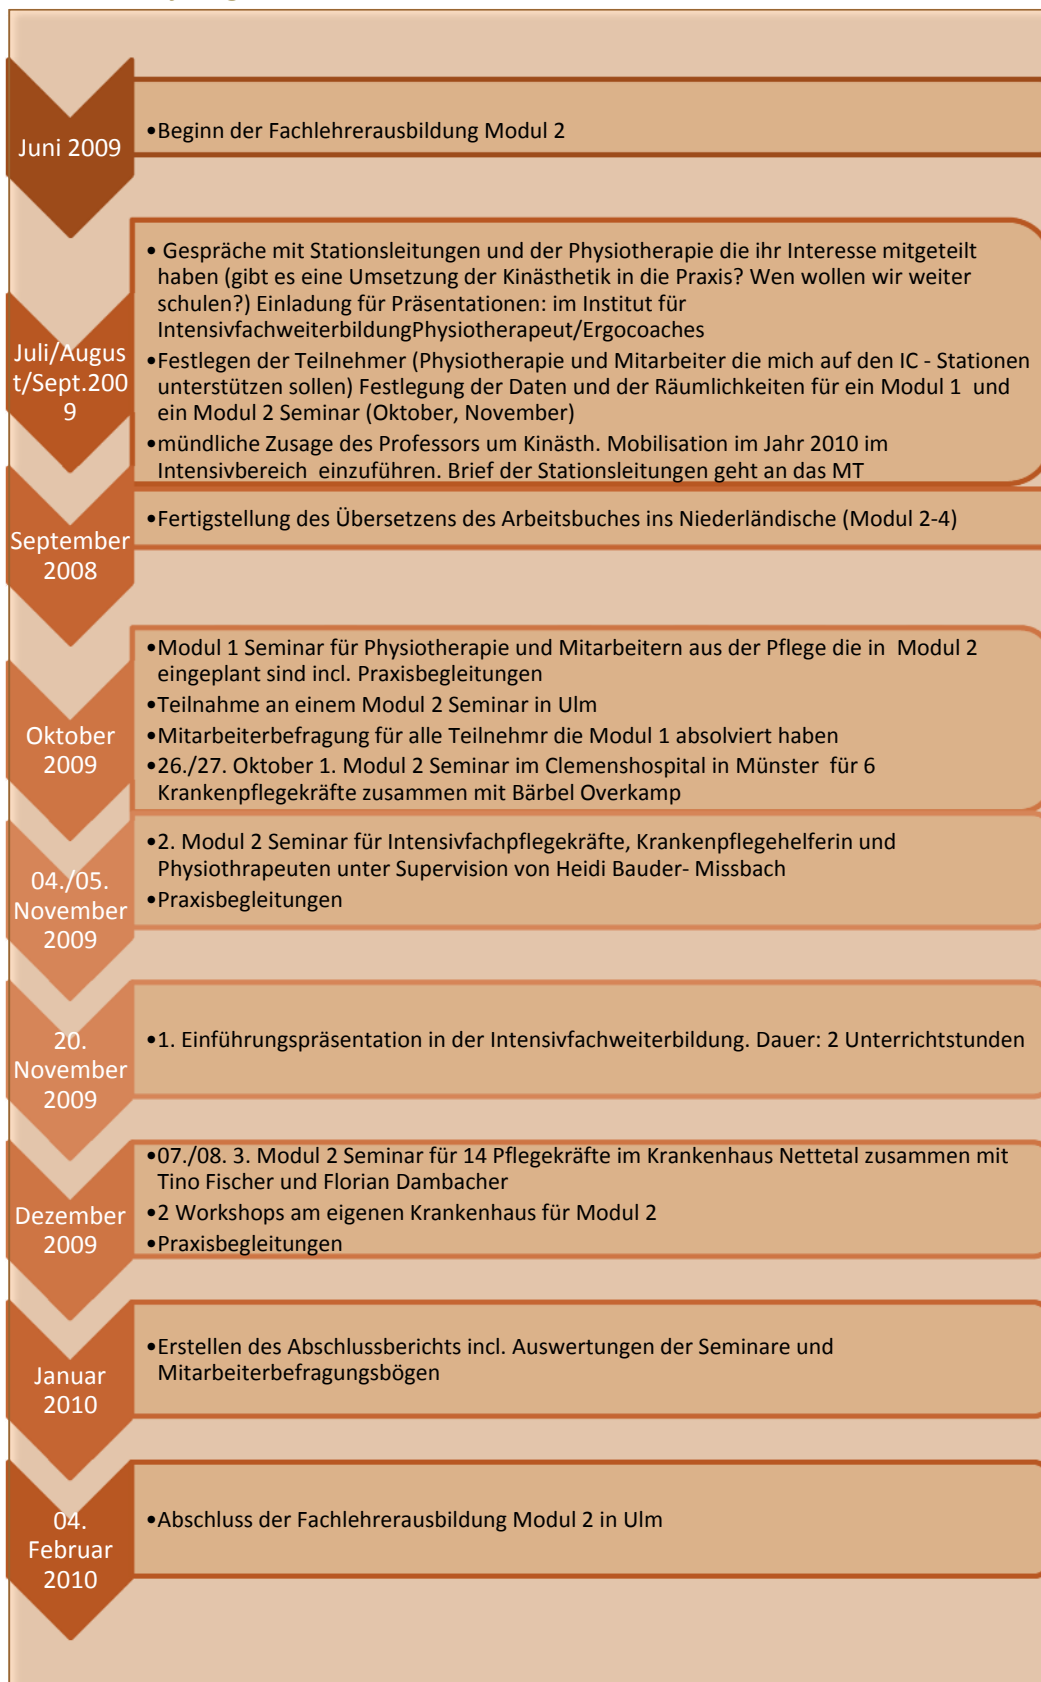 Juni 2009
•Beginn der Fachlehrerausbildung Modul 2
Juli/Augus
t/Sept.200
9
• Gespräche mit Stationsleitungen und der Physiotherapie die ihr Interesse mitgeteilt
haben (gibt es eine Umsetzung der Kinästhetik in die Praxis? Wen wollen wir weiter
schulen?) Einladung für Präsentationen: im Institut für
IntensivfachweiterbildungPhysiotherapeut/Ergocoaches
•Festlegen der Teilnehmer (Physiotherapie und Mitarbeiter die mich auf den IC - Stationen
unterstützen sollen) Festlegung der Daten und der Räumlichkeiten für ein Modul 1 und
ein Modul 2 Seminar (Oktober, November)
•mündliche Zusage des Professors um Kinästh. Mobilisation im Jahr 2010 im
Intensivbereich einzuführen. Brief der Stationsleitungen geht an das MT
September
2008
•Fertigstellung des Übersetzens des Arbeitsbuches ins Niederländische (Modul 2-4)
Oktober
2009
•Modul 1 Seminar für Physiotherapie und Mitarbeitern aus der Pflege die in Modul 2
eingeplant sind incl. Praxisbegleitungen
•Teilnahme an einem Modul 2 Seminar in Ulm
•Mitarbeiterbefragung für alle Teilnehmr die Modul 1 absolviert haben
•26./27. Oktober 1. Modul 2 Seminar im Clemenshospital in Münster für 6
Krankenpflegekräfte zusammen mit Bärbel Overkamp
04./05.
November
2009
•2. Modul 2 Seminar für Intensivfachpflegekräfte, Krankenpflegehelferin und
Physiothrapeuten unter Supervision von Heidi Bauder- Missbach
•Praxisbegleitungen
20.
November
2009
•1. Einführungspräsentation in der Intensivfachweiterbildung. Dauer: 2 Unterrichtstunden
Dezember
2009
•07./08. 3. Modul 2 Seminar für 14 Pflegekräfte im Krankenhaus Nettetal zusammen mit
Tino Fischer und Florian Dambacher
•2 Workshops am eigenen Krankenhaus für Modul 2
•Praxisbegleitungen
Januar
2010
•Erstellen des Abschlussberichts incl. Auswertungen der Seminare und
Mitarbeiterbefragungsbögen
04.
Februar
2010
•Abschluss der Fachlehrerausbildung Modul 2 in Ulm